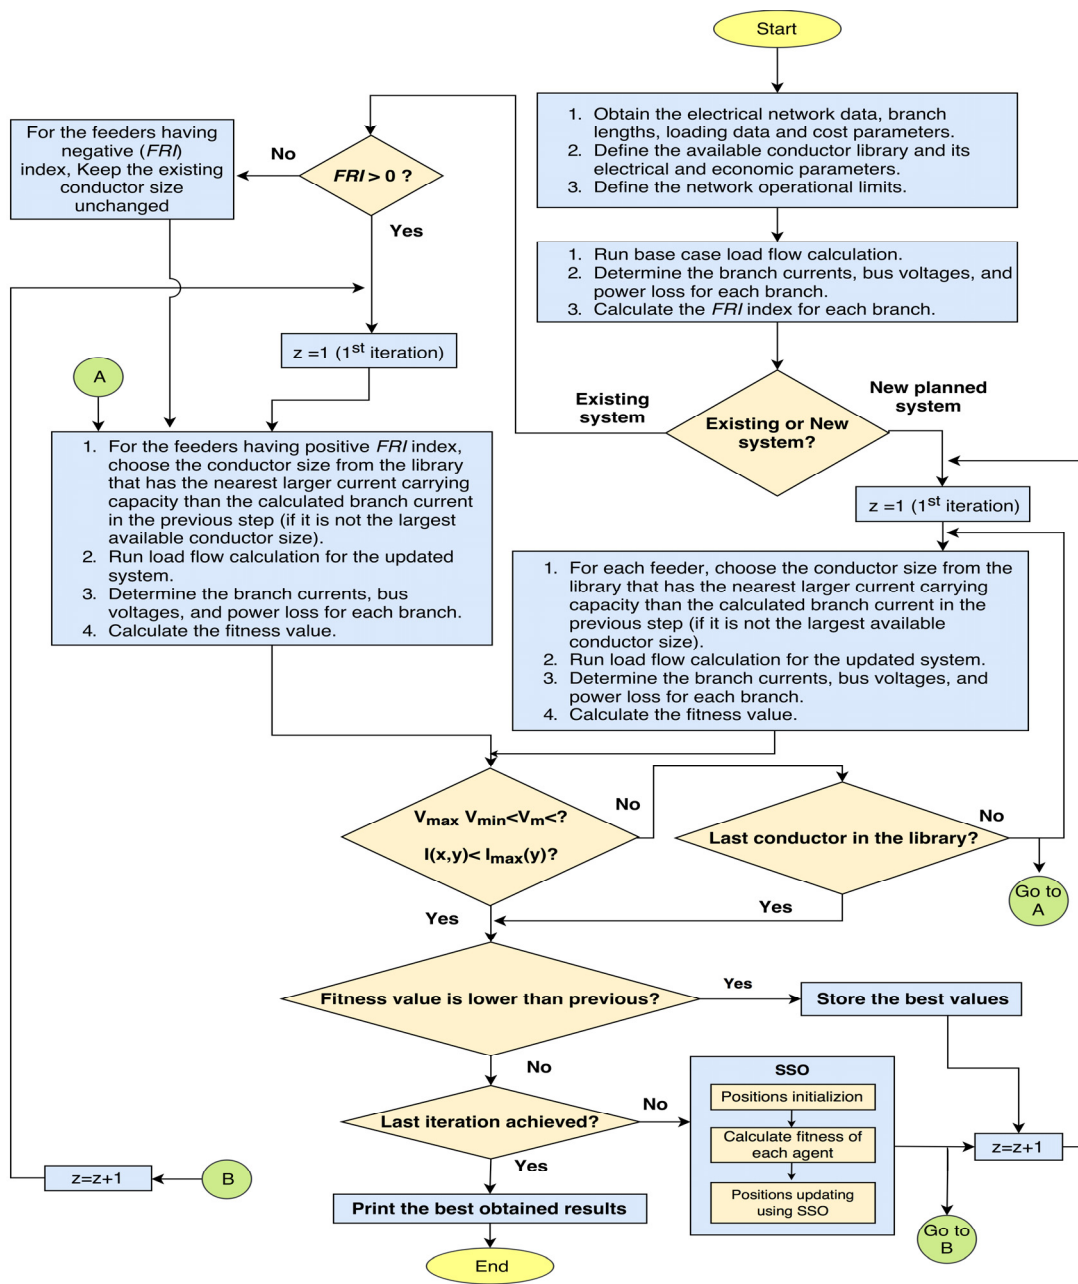 Start
1. Obtain the electrical network data, branch
lengths, loading data and cost parameters.
2. Define the available conductor library and its
electrical and economic parameters.
3. Define the network operational limits.
For the feeders having
negative (FRI)
index, Keep the existing
conductor size
unchanged
No
FRI > 0 ?
Yes
1. Run base case load flow calculation.
2. Determine the branch currents, bus voltages, and
power loss for each branch.
3. Calculate the FRI index for each branch.
z =1 (1st iteration)
A
Existing
system
Existing or New
system?
New planned
system
z =1 (1st iteration)
1. For the feeders having positive FRI index,
choose the conductor size from the library
that has the nearest larger current carrying
capacity than the calculated branch current
in the previous step (if it is not the largest
available conductor size).
2. Run load flow calculation for the updated
system.
3. Determine the branch currents, bus
voltages, and power loss for each branch.
4. Calculate the fitness value.
1. For each feeder, choose the conductor size from the
library that has the nearest larger current carrying
capacity than the calculated branch current in the
previous step (if it is not the largest available
conductor size).
2. Run load flow calculation for the updated system.
3. Determine the branch currents, bus voltages, and
power loss for each branch.
4. Calculate the fitness value.
Vmax Vmin<Vm<?
I(x,y)< Imax(y)?
No
Last conductor in the library?
No
Go to
A
Yes
Yes
Fitness value is lower than previous?
Yes
Store the best values
No
Last iteration achieved?
No
SSO
Positions initializion
Calculate fitness of
each agent
Positions updating
using SSO
z=z+1
Go to
B
Yes
z=z+1
B
Print the best obtained results
End